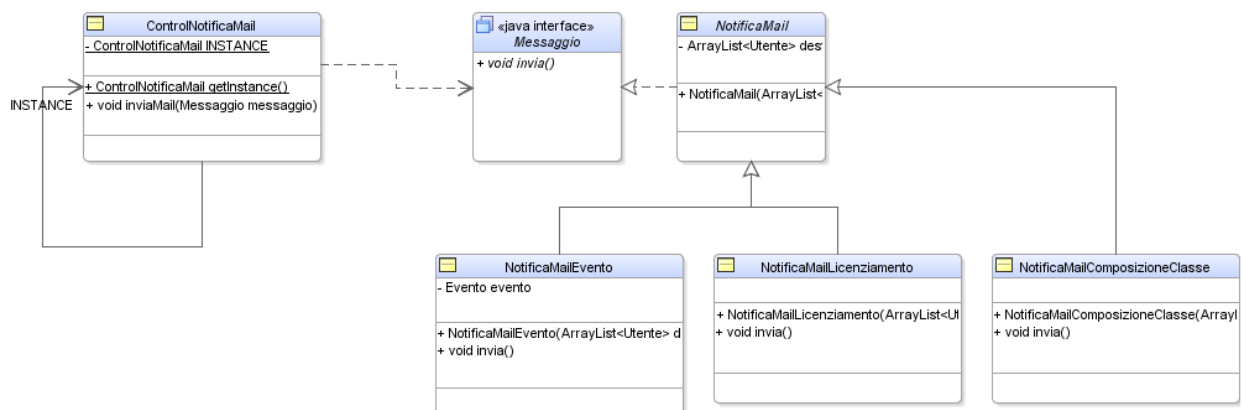 ControlNotificaMail
- ControlNotificaMail INSTANCE
+ ControlNotificaMail getInstance()
+ void inviaMail(Messaggio messaggio)
INSTANCE
«java interface»
Messaggio
+ void invia()
NotificaMail
- ArrayList<Utente> des
+ NotificaMail(ArrayList<
NotificaMailEvento
- Evento evento
+ NotificaMailEvento(ArrayList<Utente> d
+ void invia()
NotificaMailLicenziamento
+ NotificaMailLicenziamento(ArrayList<Ut
+ void invia()
NotificaMailComposizioneClasse
+ NotificaMailComposizioneClasse(Arrayl
+ void invia()